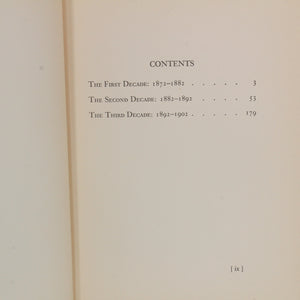 CONTENTS
The First Decade: 1872–1882 . . . . . 3
The Second Decade: 1882–1892 . . . . 53
The Third Decade: 1892–1902 . . . . . 179
[ix]